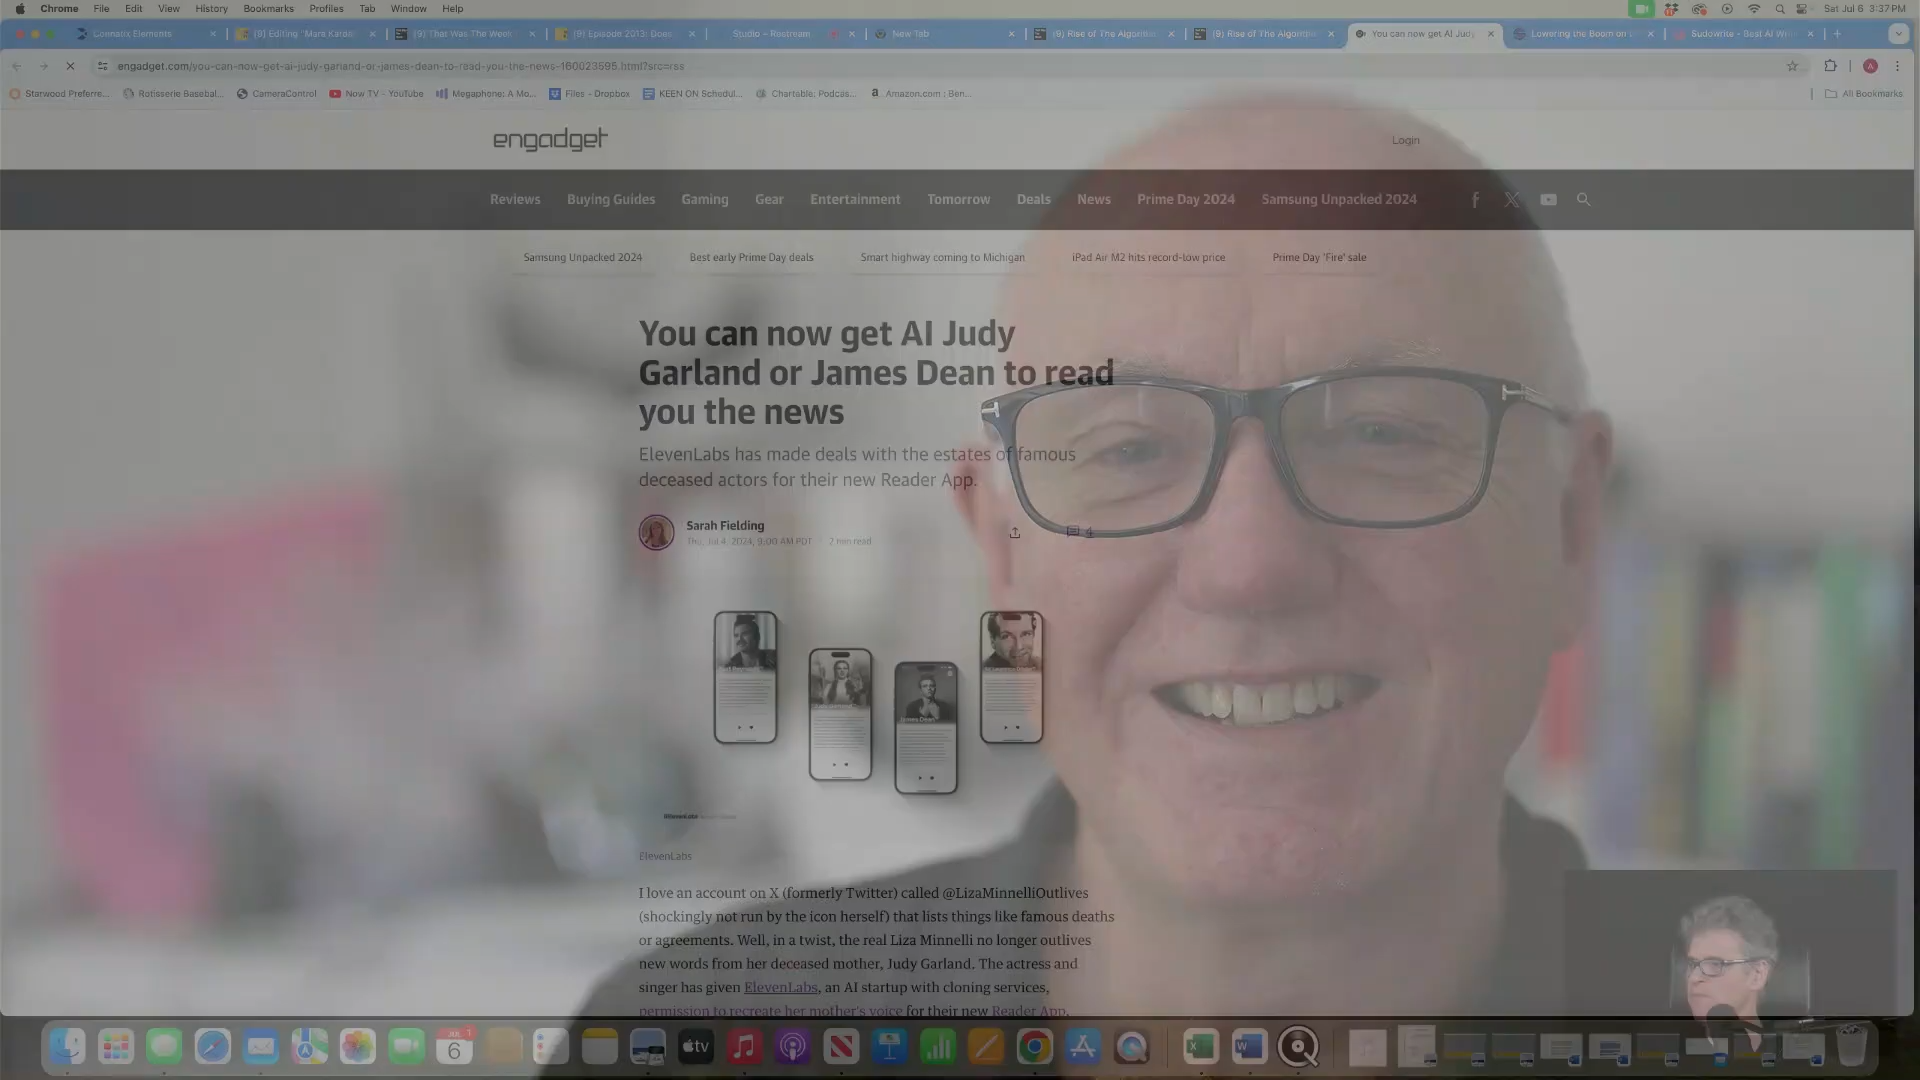 Chrome File Edit View History Bookmarks Profiles Tab Window Help Sat Jul 6 3:37 PM
Connatix Elements That Was The Week Studio – Restream New Tab (9) Rise of The Algorithm (9) Rise of The Algorithm You can now get AI Judy Lowering the Boom on Sudowrite - Best AI
engadget.com/you-can-now-get-ai-judy-garland-or-james-dean-to-read-you-the-news-160023595.html?src=rss
Starwood Preferre... Rotisserie Basebal... CameraControl Now TV - YouTube Megaphone: A Mo... Files - Dropbox KEEN ON Schedul... Chartable: Podcas... Amazon.com : Ben... All Bookmarks
engadget
Login
Reviews Buying Guides Gaming Gear Entertainment Tomorrow Deals News Prime Day 2024 Samsung Unpacked 2024
Samsung Unpacked 2024 Best early Prime Day deals Smart highway coming to Michigan iPad Air M2 hits record-low price Prime Day 'Fire' sale
You can now get AI Judy
Garland or James Dean to read
you the news
ElevenLabs has made deals with the estates of famous
deceased actors for their new Reader App.
Sarah Fielding
Thu, Jul 4, 2024, 9:00 AM PDT · 2 min read
4
James Dean
ElevenLabs
I love an account on X (formerly Twitter) called @LizaMinnelliOutlives
(shockingly not run by the icon herself) that lists things like famous deaths
or agreements. Well, in a twist, the real Liza Minnelli no longer outlives
new words from her deceased mother, Judy Garland. The actress and
singer has given ElevenLabs, an AI startup with cloning services,
permission to recreate her mother's voice for their new Reader App.
JUL
6
tv